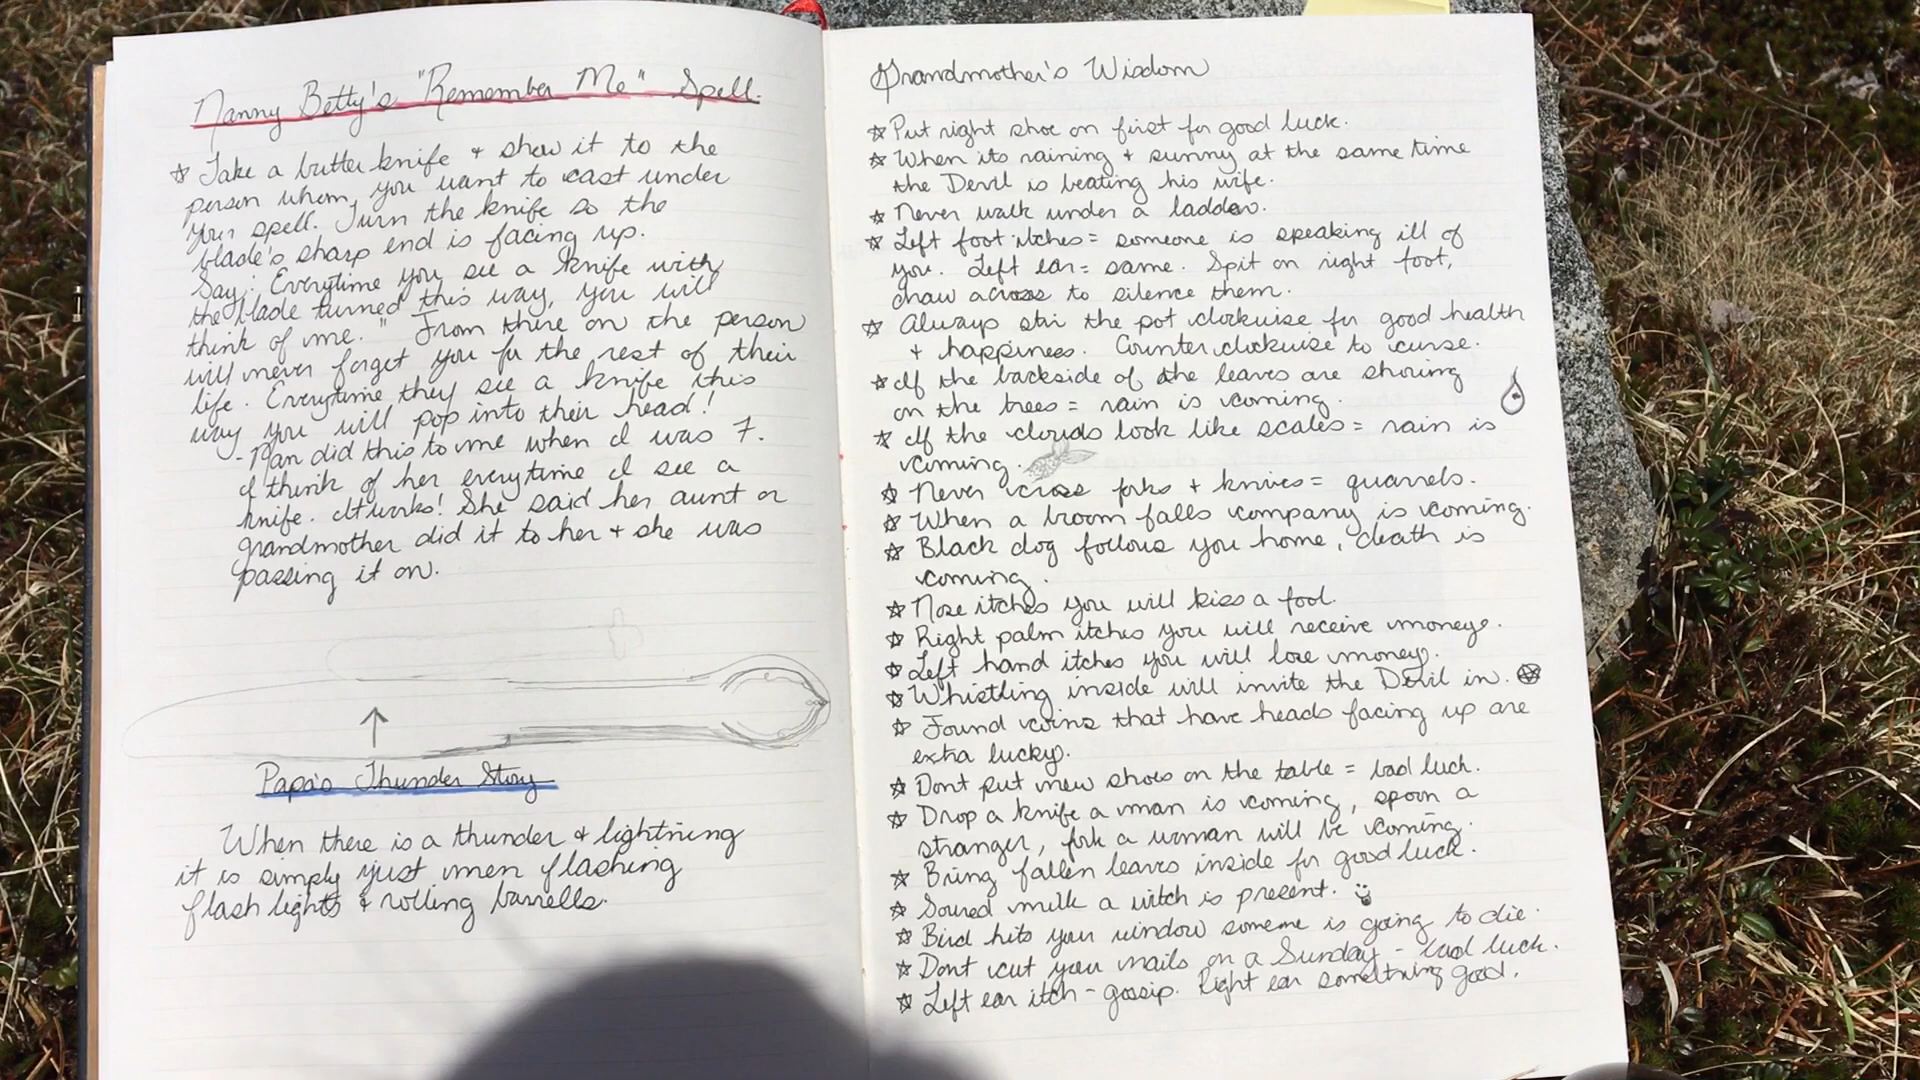 Nanny Betty's "Remember Me" Spell.
☆ Take a butter knife + show it to the
person whom, you want to cast under
your spell. Turn the knife so the
blade's sharp end is facing up.
Say: Everytime you see a knife with
the blade turned this way, you will
think of me." From there on the person
will never forget you for the rest of their
life. Everytime they see a knife this
way you will pop into their head!
- Nan did this to me when I was 7.
I think of her everytime I see a
knife. It works! She said her aunt or
grandmother did it to her + she was
passing it on.
Papa's Thunder Story
When there is a thunder & lightning
it is simply just men flashing
flash lights & rolling barrells.
Grandmother's Wisdom
☆ Put right shoe on first for good luck.
☆ When its raining + sunny at the same time
the Devil is beating his wife.
☆ Never walk under a ladder.
☆ Left foot itches = someone is speaking ill of
you. Left ear = same. Spit on right foot,
draw across to silence them.
☆ Always stir the pot clockwise for good health
+ happiness. Counter clockwise to curse.
☆ If the backside of the leaves are showing
on the trees = rain is coming.
☆ If the clouds look like scales = rain is
coming.
☆ Never cross forks + knives = quarrels.
☆ When a broom falls company is coming.
☆ Black dog follows you home, death is
coming.
☆ Nose itches you will kiss a fool.
☆ Right palm itches you will receive moneys.
☆ Left hand itches you will lose money.
☆ Whistling inside will invite the Devil in.
☆ Found coins that have heads facing up are
extra lucky.
☆ Dont put new shoes on the table = bad luck.
☆ Drop a knife a man is coming, spoon a
stranger, fork a woman will be coming.
☆ Bring fallen leaves inside for good luck.
☆ Soured milk a witch is present.
☆ Bird hits your window someone is going to die.
☆ Dont cut your nails on a Sunday - bad luck.
☆ Left ear itch - gossip. Right ear something good.